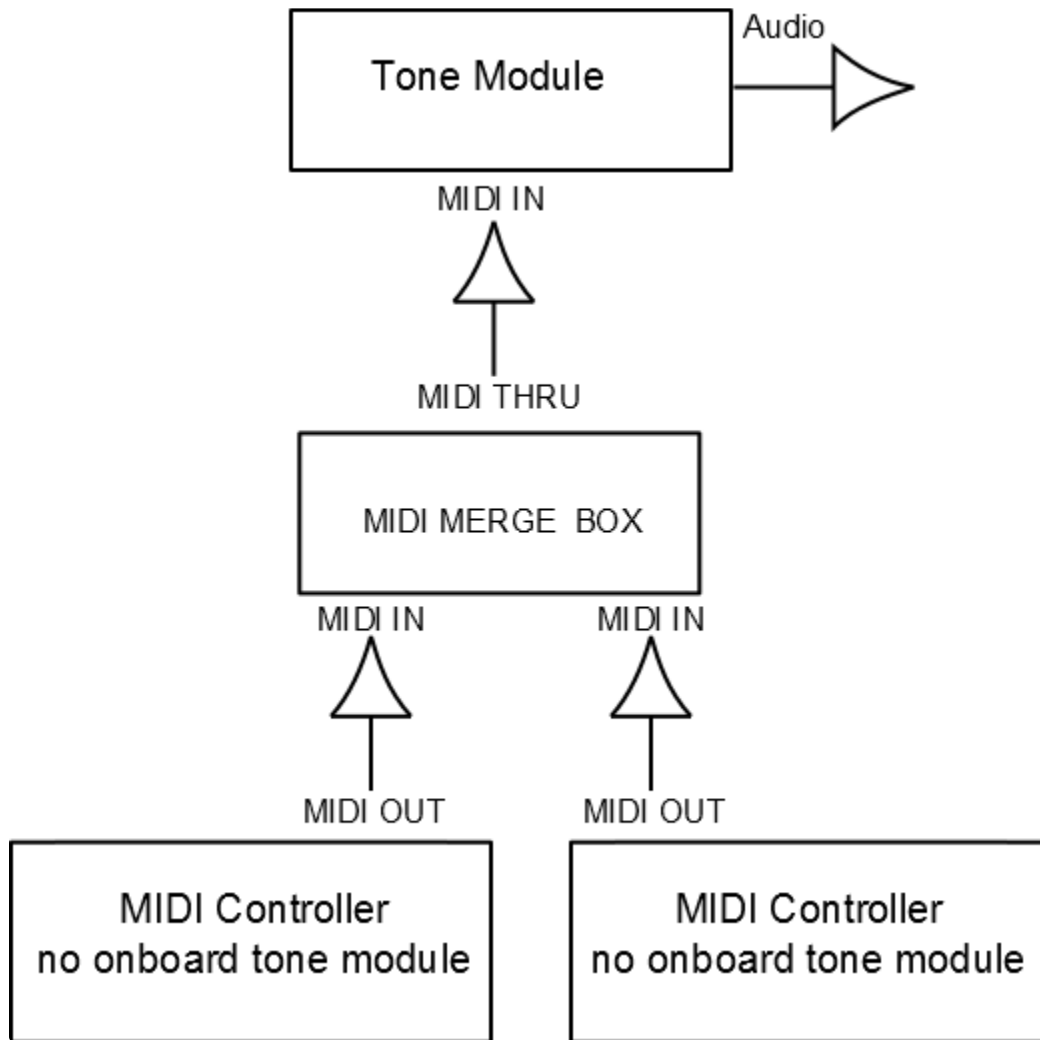 Audio
Tone Module
MIDI IN
MIDI THRU
MIDI MERGE BOX
MIDI IN MIDI IN
MIDI OUT MIDI OUT
MIDI Controller
no onboard tone module
MIDI Controller
no onboard tone module